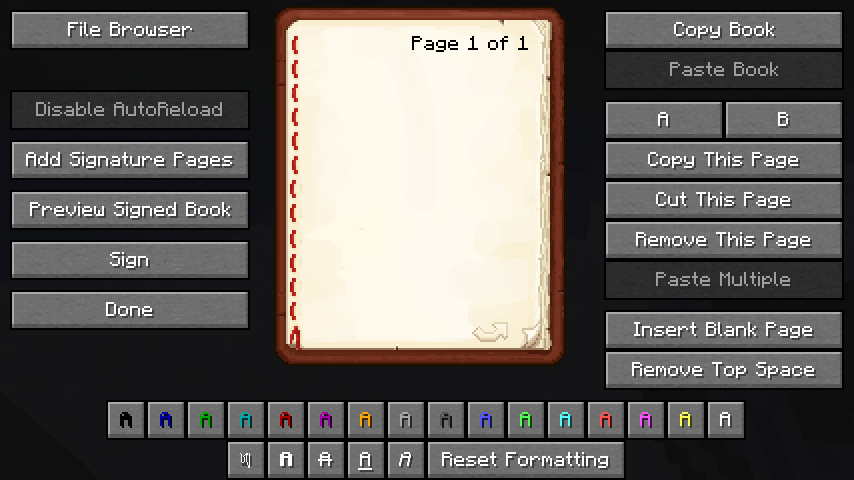 File Browser
Disable AutoReload
Add Signature Pages
Preview Signed Book
Sign
Done
Page 1 of 1
Copy Book
Paste Book
A B
Copy This Page
Cut This Page
Remove This Page
Paste Multiple
Insert Blank Page
Remove Top Space
A A A A A A A A A A A A A A A A
A A A A Reset Formatting